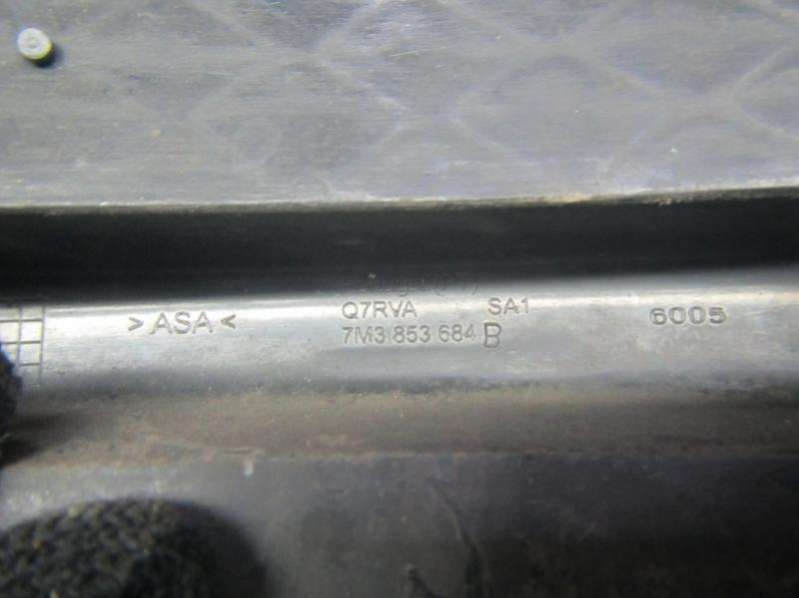 >ASA<
Q7RVA SA1
7M3 853 684 B
6005